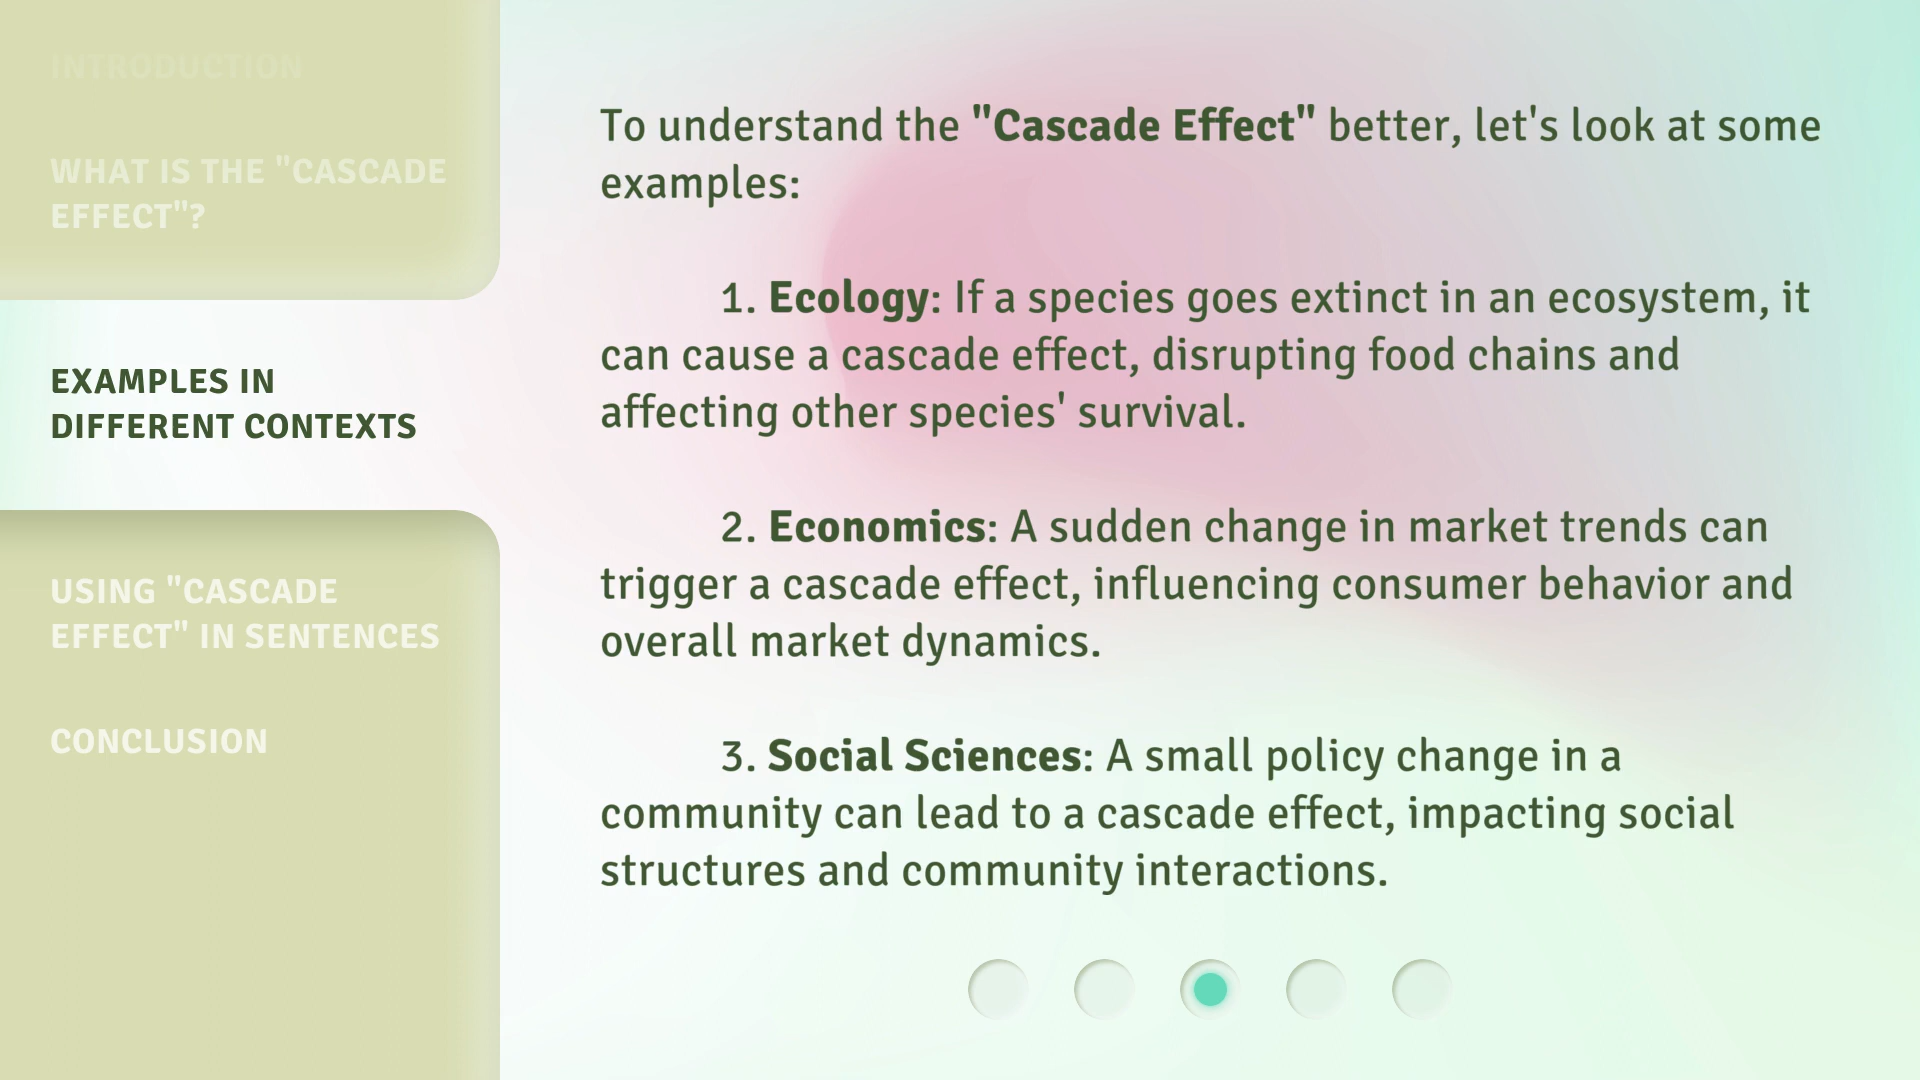 INTRODUCTION
WHAT IS THE "CASCADE
EFFECT"?
EXAMPLES IN
DIFFERENT CONTEXTS
USING "CASCADE
EFFECT" IN SENTENCES
CONCLUSION
To understand the "Cascade Effect" better, let's look at some
examples:
1. Ecology: If a species goes extinct in an ecosystem, it
can cause a cascade effect, disrupting food chains and
affecting other species' survival.
2. Economics: A sudden change in market trends can
trigger a cascade effect, influencing consumer behavior and
overall market dynamics.
3. Social Sciences: A small policy change in a
community can lead to a cascade effect, impacting social
structures and community interactions.